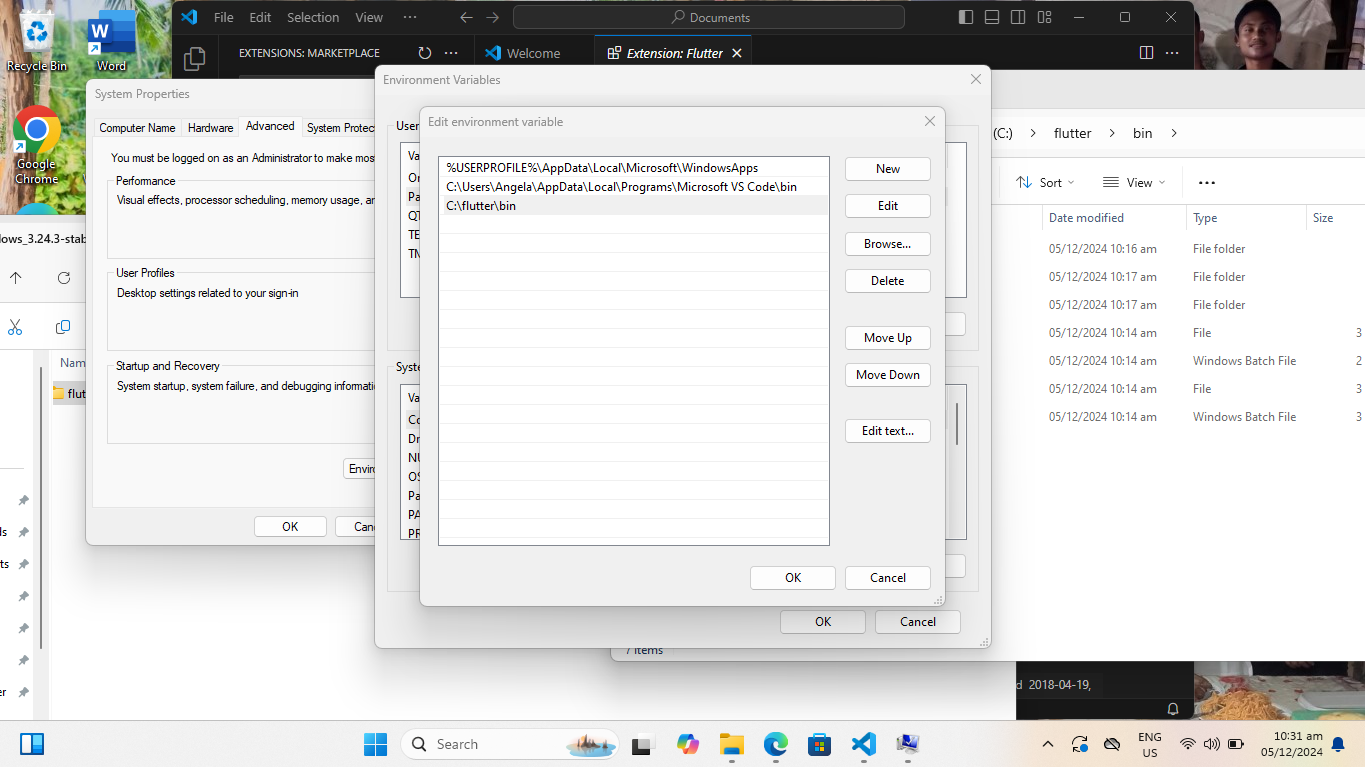 File Edit Selection View ··· Documents
Recycle Bin
Word
Google
Chrome
EXTENSIONS: MARKETPLACE
Welcome
Extension: Flutter
System Properties
Computer Name
Hardware
Advanced
System Protect
You must be logged on as an Administrator to make mos
Performance
Visual effects, processor scheduling, memory usage, an
User Profiles
Desktop settings related to your sign-in
Startup and Recovery
System startup, system failure, and debugging informatic
Enviro
OK
Canc
lows_3.24.3-stab
Nam
flut
ls
ts
er
Environment Variables
User
Va
On
Pa
QT
TE
TN
Syste
Va
Co
Dr
NU
OS
Pa
PA
PR
OK
Cancel
Edit environment variable
%USERPROFILE%\AppData\Local\Microsoft\WindowsApps
C:\Users\Angela\AppData\Local\Programs\Microsoft VS Code\bin
C:\flutter\bin
New
Edit
Browse...
Delete
Move Up
Move Down
Edit text...
OK
Cancel
(C:) > flutter > bin >
Sort
View
Date modified Type Size
05/12/2024 10:16 am File folder
05/12/2024 10:17 am File folder
05/12/2024 10:17 am File folder
05/12/2024 10:14 am File 3
05/12/2024 10:14 am Windows Batch File 2
05/12/2024 10:14 am File 3
05/12/2024 10:14 am Windows Batch File 3
7 items
d 2018-04-19,
Search
ENG
US
10:31 am
05/12/2024